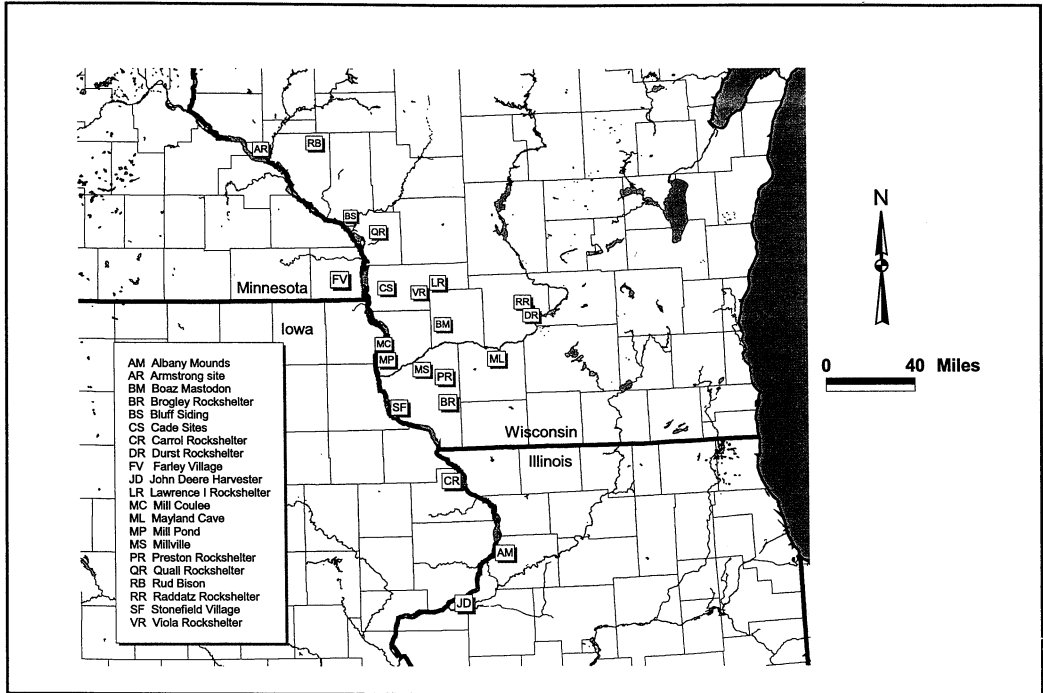 N
0 40 Miles
AR
RB
BS
QR
FV
CS
VR
LR
RR
DR
BM
MC
MP
MS
PR
ML
SF
BR
CR
AM
JD
Minnesota
Iowa
Wisconsin
Illinois
AM Albany Mounds
AR Armstrong site
BM Boaz Mastodon
BR Brogley Rockshelter
BS Bluff Siding
CS Cade Sites
CR Carrol Rockshelter
DR Durst Rockshelter
FV Farley Village
JD John Deere Harvester
LR Lawrence I Rockshelter
MC Mill Coulee
ML Mayland Cave
MP Mill Pond
MS Millville
PR Preston Rockshelter
QR Quall Rockshelter
RB Rud Bison
RR Raddatz Rockshelter
SF Stonefield Village
VR Viola Rockshelter